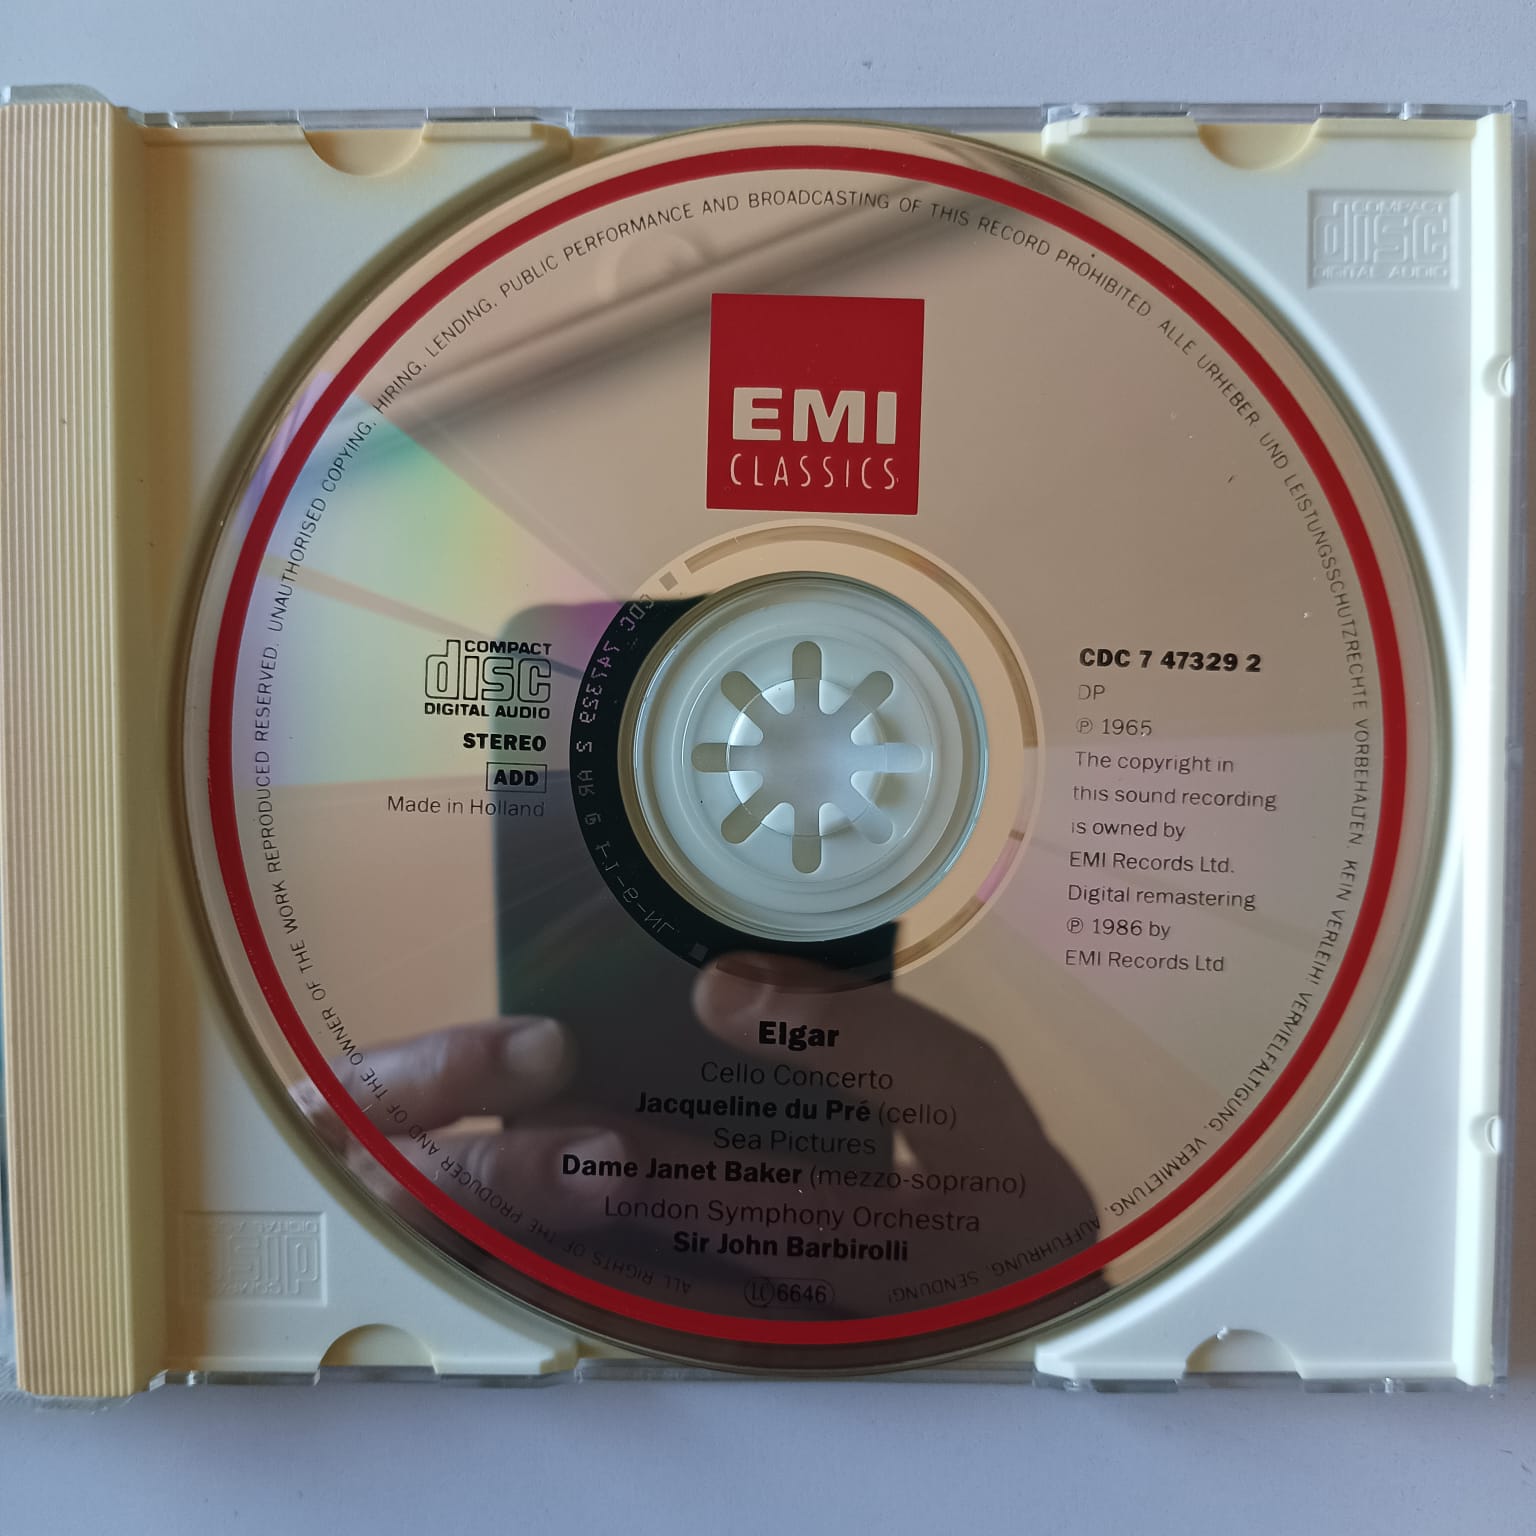 EMI
CLASSICS
COMPACT
disc
DIGITAL AUDIO
STEREO
ADD
Made in Holland
CDC 7 47329 2
DP
℗ 1965
The copyright in
this sound recording
is owned by
EMI Records Ltd.
Digital remastering
℗ 1986 by
EMI Records Ltd
Elgar
Cello Concerto
Jacqueline du Pré (cello)
Sea Pictures
Dame Janet Baker (mezzo-soprano)
London Symphony Orchestra
Sir John Barbirolli
LC 6646
ALL RIGHTS OF THE PRODUCER AND OF THE OWNER OF THE WORK REPRODUCED RESERVED. UNAUTHORISED COPYING, HIRING, LENDING, PUBLIC PERFORMANCE AND BROADCASTING OF THIS RECORD PROHIBITED. ALLE URHEBER UND LEISTUNGSSCHUTZRECHTE VORBEHALTEN. KEIN VERLEIH! VERVIELFÄLTIGUNG, VERMIETUNG, AUFFÜHRUNG, SENDUNG!
COMPACT
disc
DIGITAL AUDIO
COMPACT
disc
DIGITAL AUDIO